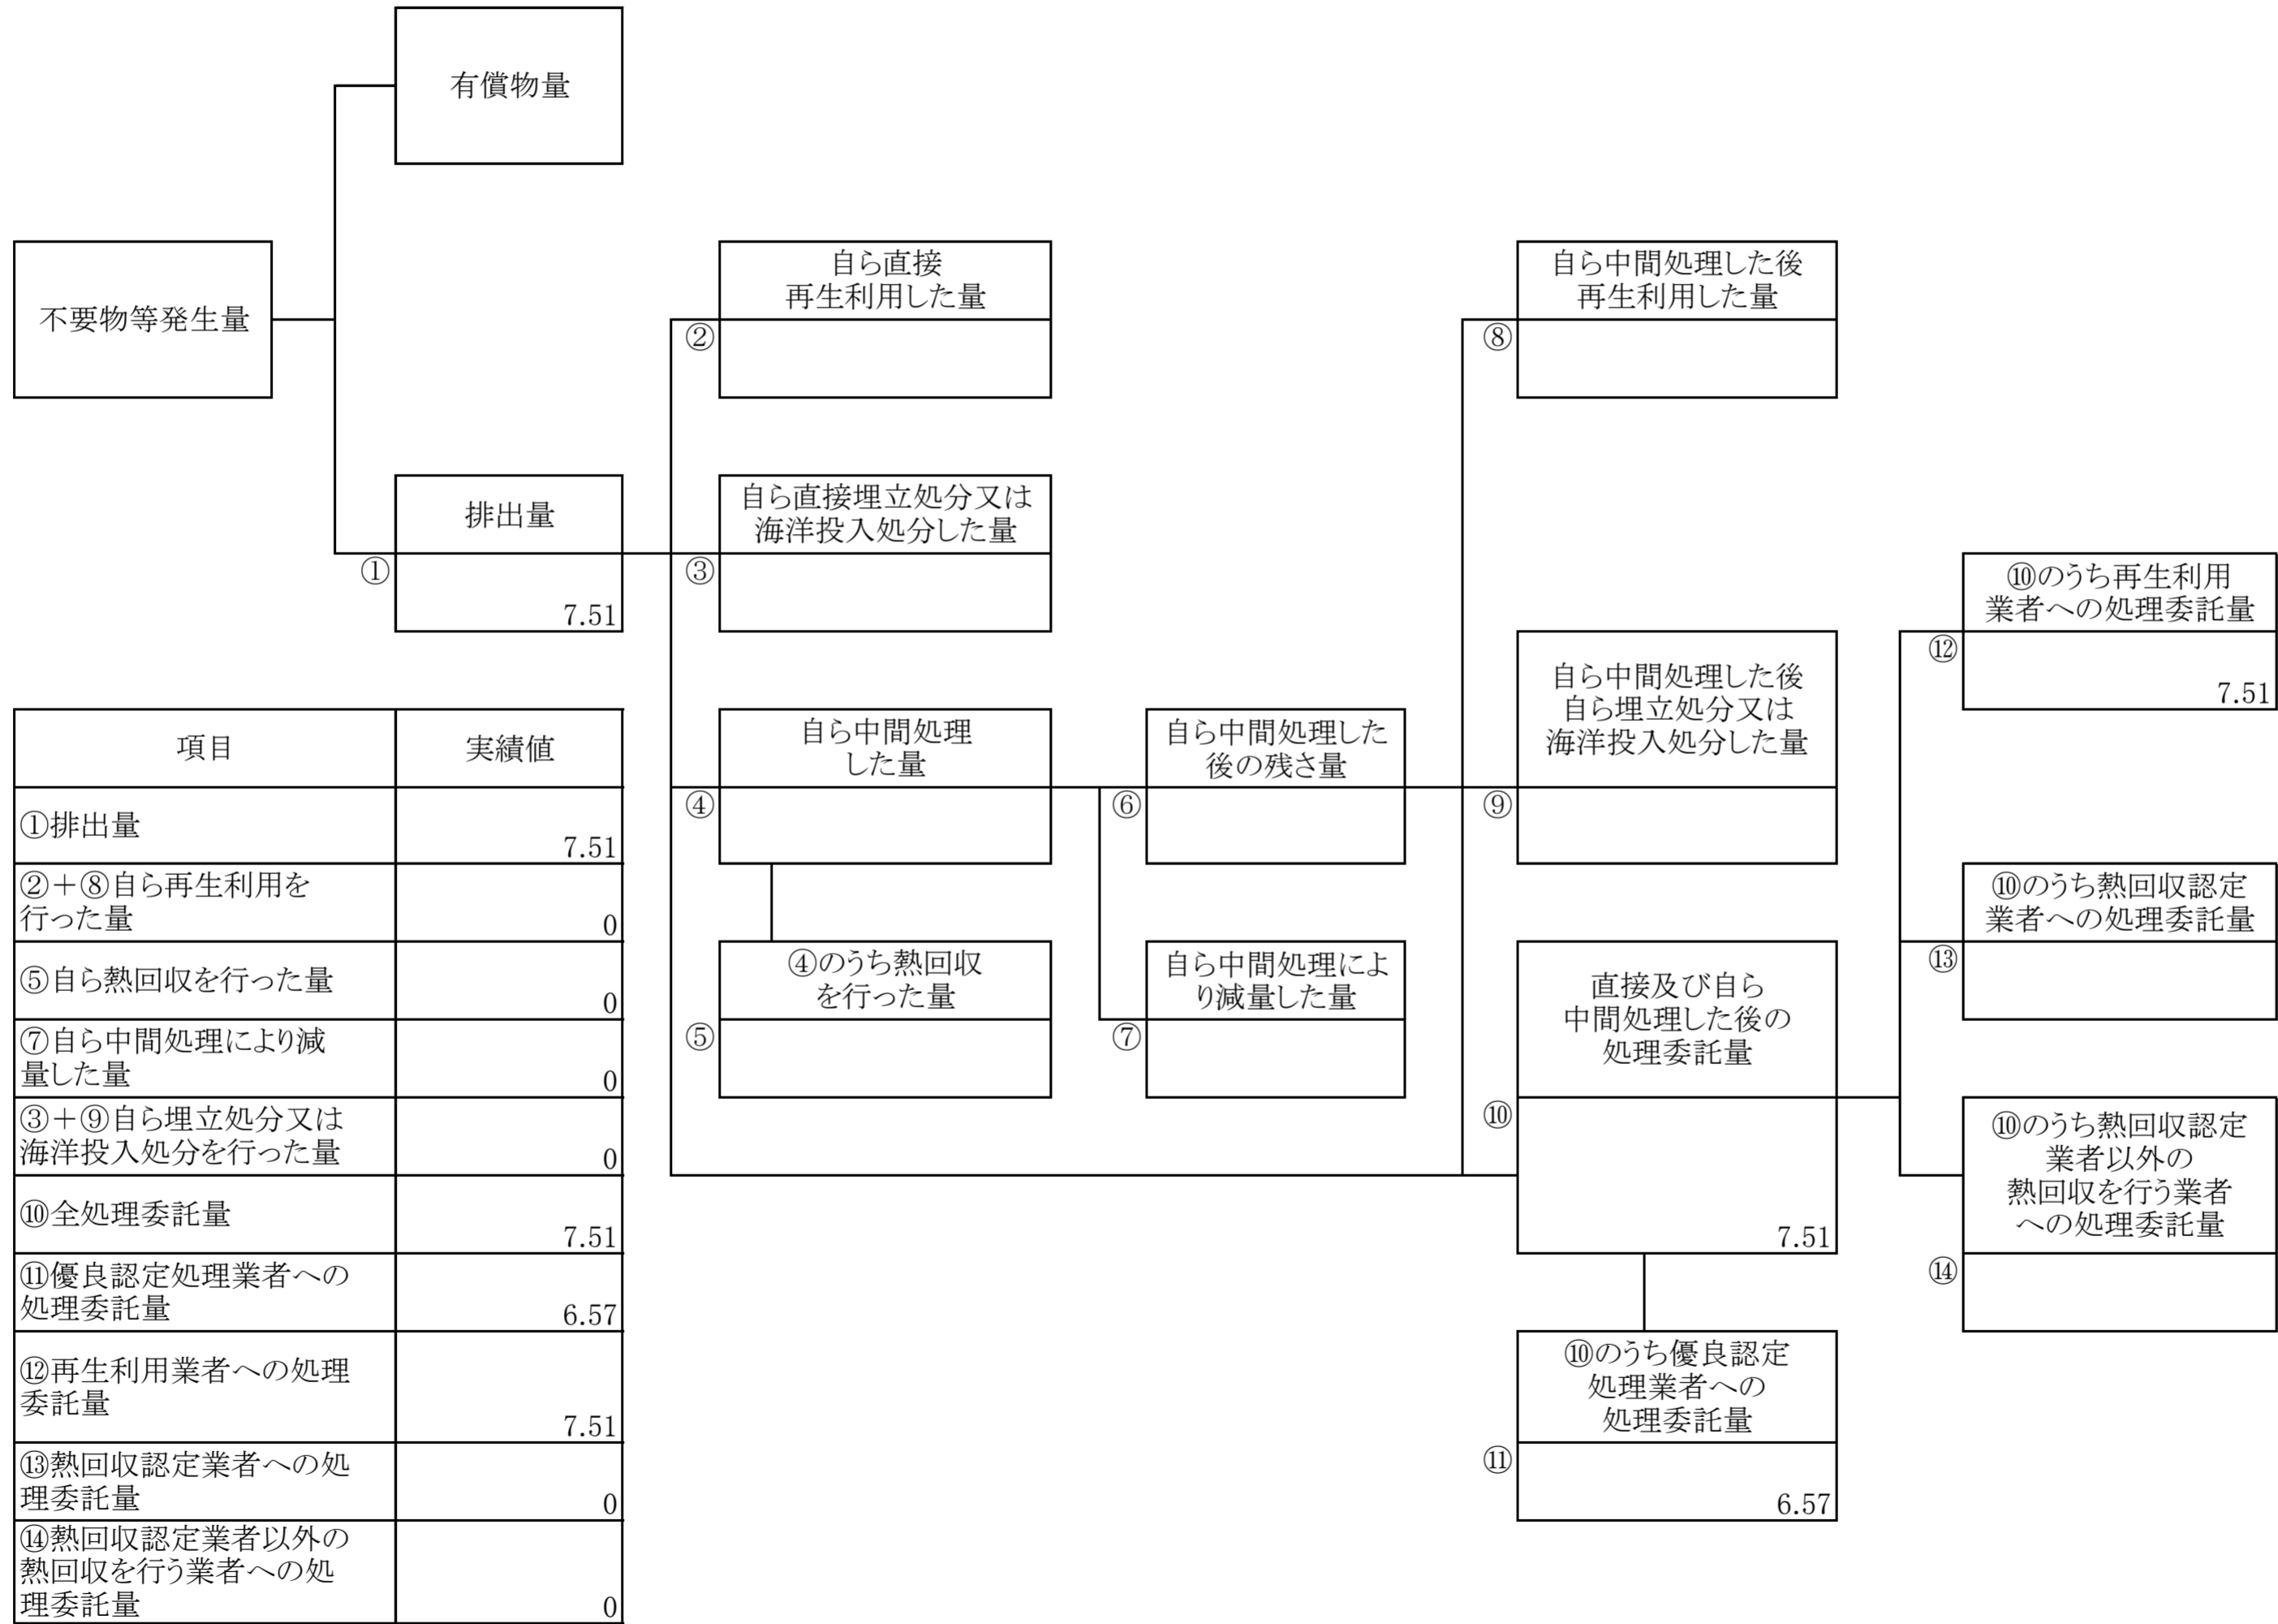 有償物量
不要物等発生量
自ら直接
再生利用した量
②
自ら中間処理した後
再生利用した量
⑧
排出量
①
7.51
自ら直接埋立処分又は
海洋投入処分した量
③
⑩のうち再生利用
業者への処理委託量
⑫
7.51
自ら中間処理
した量
④
自ら中間処理した
後の残さ量
⑥
自ら中間処理した後
自ら埋立処分又は
海洋投入処分した量
⑨
⑩のうち熱回収認定
業者への処理委託量
⑬
④のうち熱回収
を行った量
⑤
自ら中間処理によ
り減量した量
⑦
直接及び自ら
中間処理した後の
処理委託量
⑩
7.51
⑩のうち熱回収認定
業者以外の
熱回収を行う業者
への処理委託量
⑭
⑩のうち優良認定
処理業者への
処理委託量
⑪
6.57
項目
実績値
①排出量
7.51
②＋⑧自ら再生利用を
行った量
0
⑤自ら熱回収を行った量
0
⑦自ら中間処理により減
量した量
0
③＋⑨自ら埋立処分又は
海洋投入処分を行った量
0
⑩全処理委託量
7.51
⑪優良認定処理業者への
処理委託量
6.57
⑫再生利用業者への処理
委託量
7.51
⑬熱回収認定業者への処
理委託量
0
⑭熱回収認定業者以外の
熱回収を行う業者への処
理委託量
0